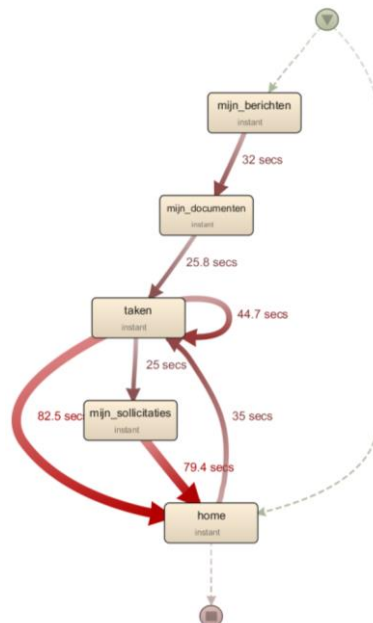 mijn_berichten
instant
32 secs
mijn_documenten
instant
25.8 secs
taken
instant
44.7 secs
25 secs
82.5 secs
mijn_sollicitaties
instant
35 secs
79.4 secs
home
instant